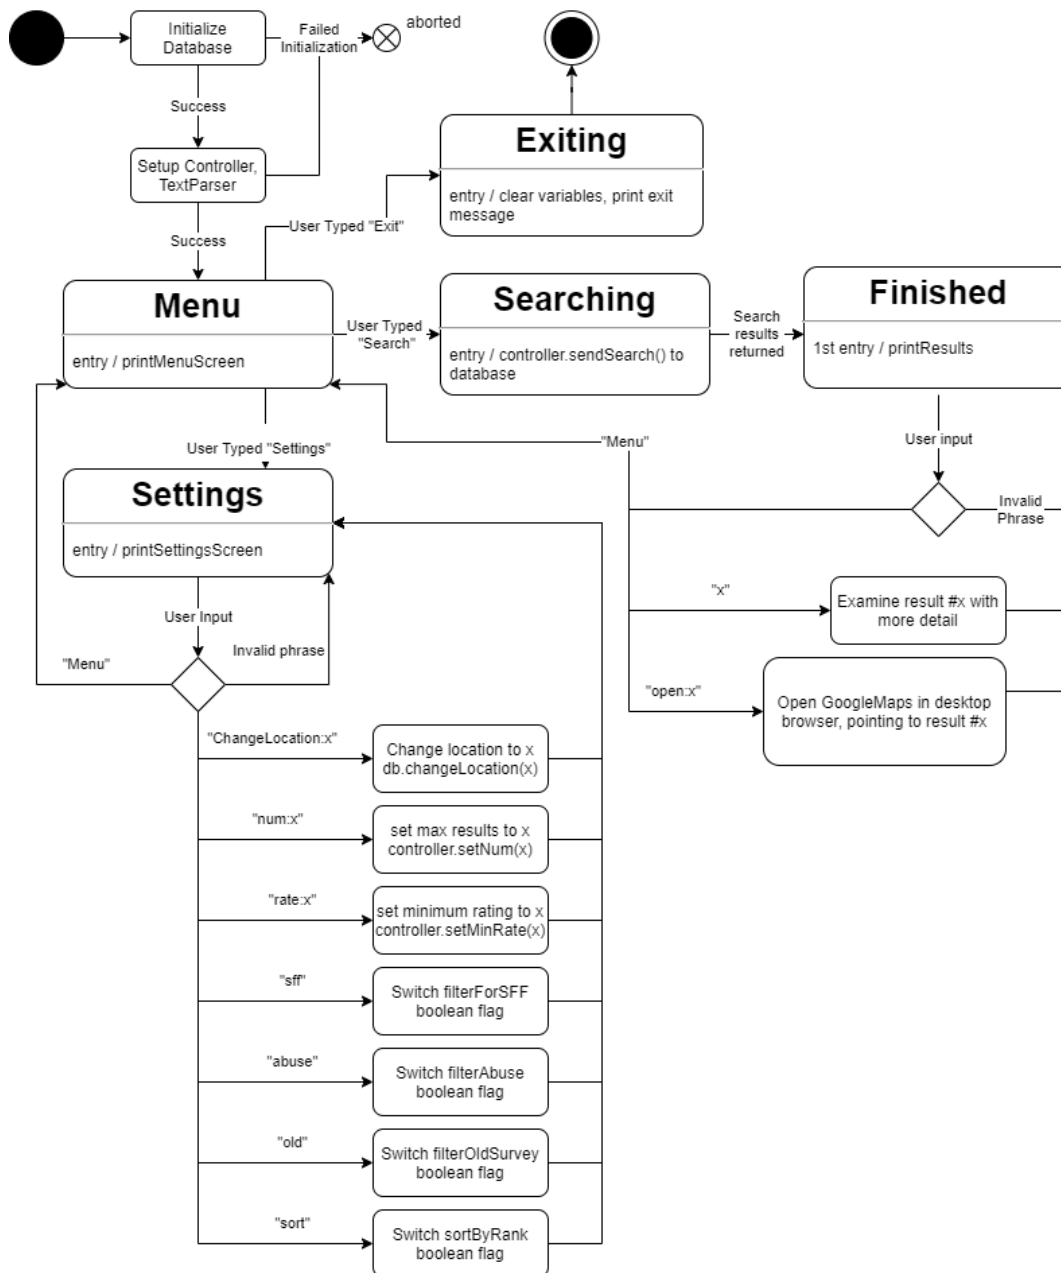 Initialize
Database
Failed
Initialization
aborted
Success
Setup Controller,
TextParser
Success
Exiting
entry / clear variables, print exit
message
User Typed "Exit"
Menu
entry / printMenuScreen
User Typed
"Search"
Searching
entry / controller.sendSearch() to
database
Search
results
returned
Finished
1st entry / printResults
User input
"Menu"
Invalid
Phrase
User Typed "Settings"
Settings
entry / printSettingsScreen
User Input
"Menu"
Invalid phrase
"x"
Examine result #x with
more detail
"open:x"
Open GoogleMaps in desktop
browser, pointing to result #x
"ChangeLocation:x"
Change location to x
db.changeLocation(x)
"num:x"
set max results to x
controller.setNum(x)
"rate:x"
set minimum rating to x
controller.setMinRate(x)
"sff"
Switch filterForSFF
boolean flag
"abuse"
Switch filterAbuse
boolean flag
"old"
Switch filterOldSurvey
boolean flag
"sort"
Switch sortByRank
boolean flag